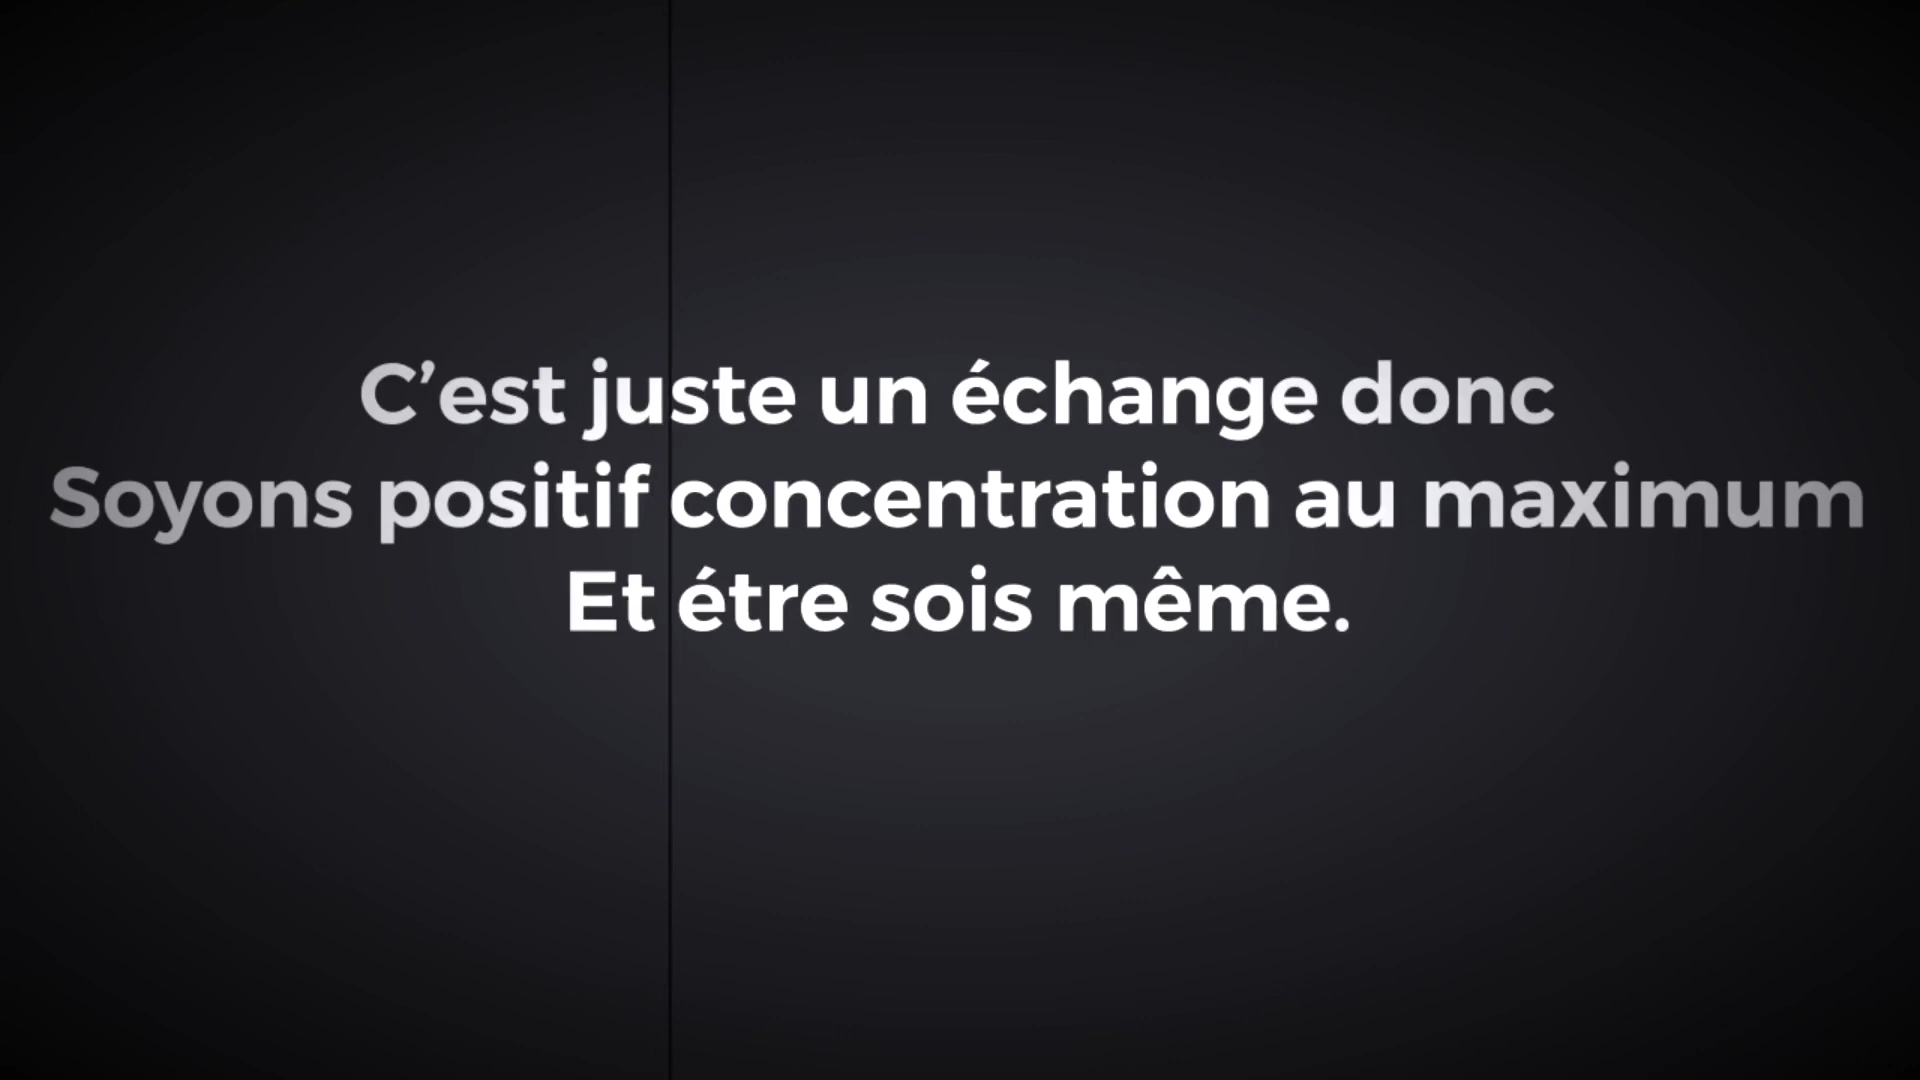 C’est juste un échange donc
Soyons positif concentration au maximum
Et étre sois même.